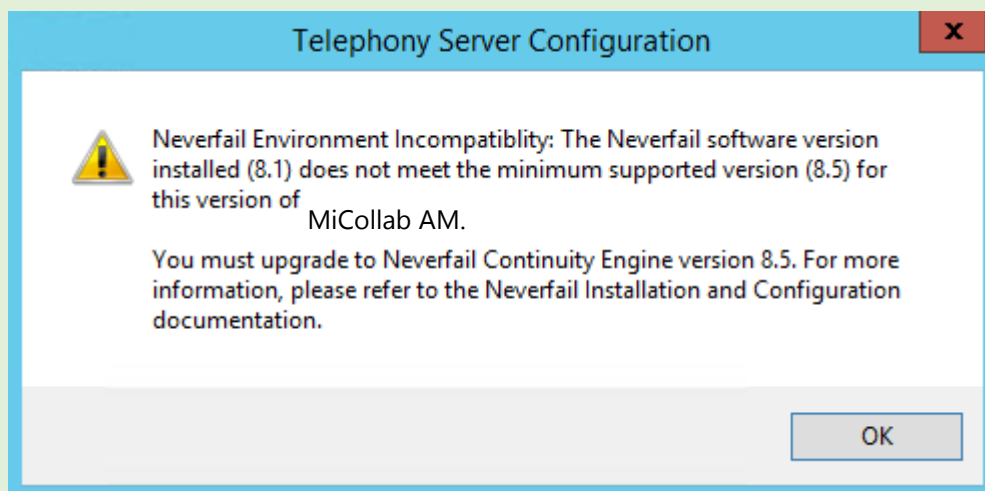 Telephony Server Configuration
x
Neverfail Environment Incompatiblity: The Neverfail software version
installed (8.1) does not meet the minimum supported version (8.5) for
this version of
MiCollab AM.
You must upgrade to Neverfail Continuity Engine version 8.5. For more
information, please refer to the Neverfail Installation and Configuration
documentation.
OK